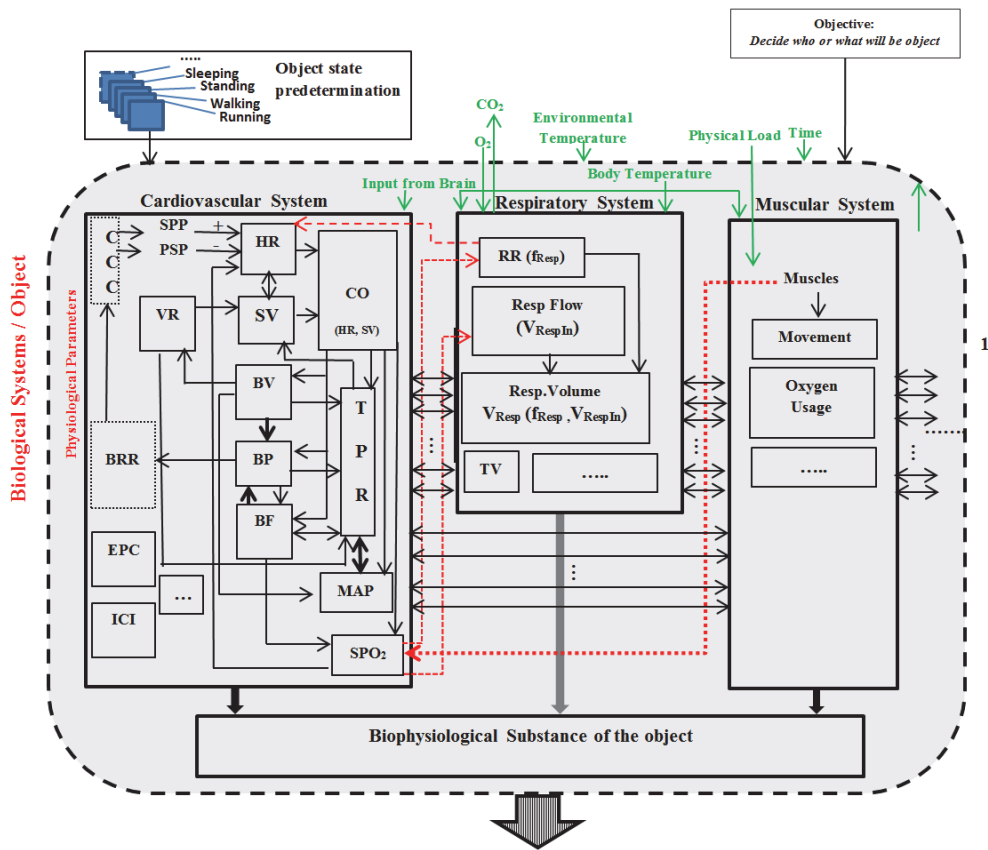 Objective:
Decide who or what will be object
…..
Sleeping
Standing
Walking
Running
Object state
predetermination
CO2
O2
Environmental
Temperature
Physical Load
Time
Input from Brain
Body Temperature
Cardiovascular System
Respiratory System
Muscular System
Biological Systems / Object
Physiological Parameters
C
C
C
SPP
+
PSP
-
HR
CO
(HR, SV)
VR
SV
BV
T
P
R
BRR
BP
BF
EPC
...
MAP
ICI
SPO2
RR (fResp)
Resp Flow
(VRespIn)
Resp.Volume
VResp (fResp ,VRespIn)
TV
…..
Muscles
Movement
Oxygen
Usage
…..
1
Biophysiological Substance of the object